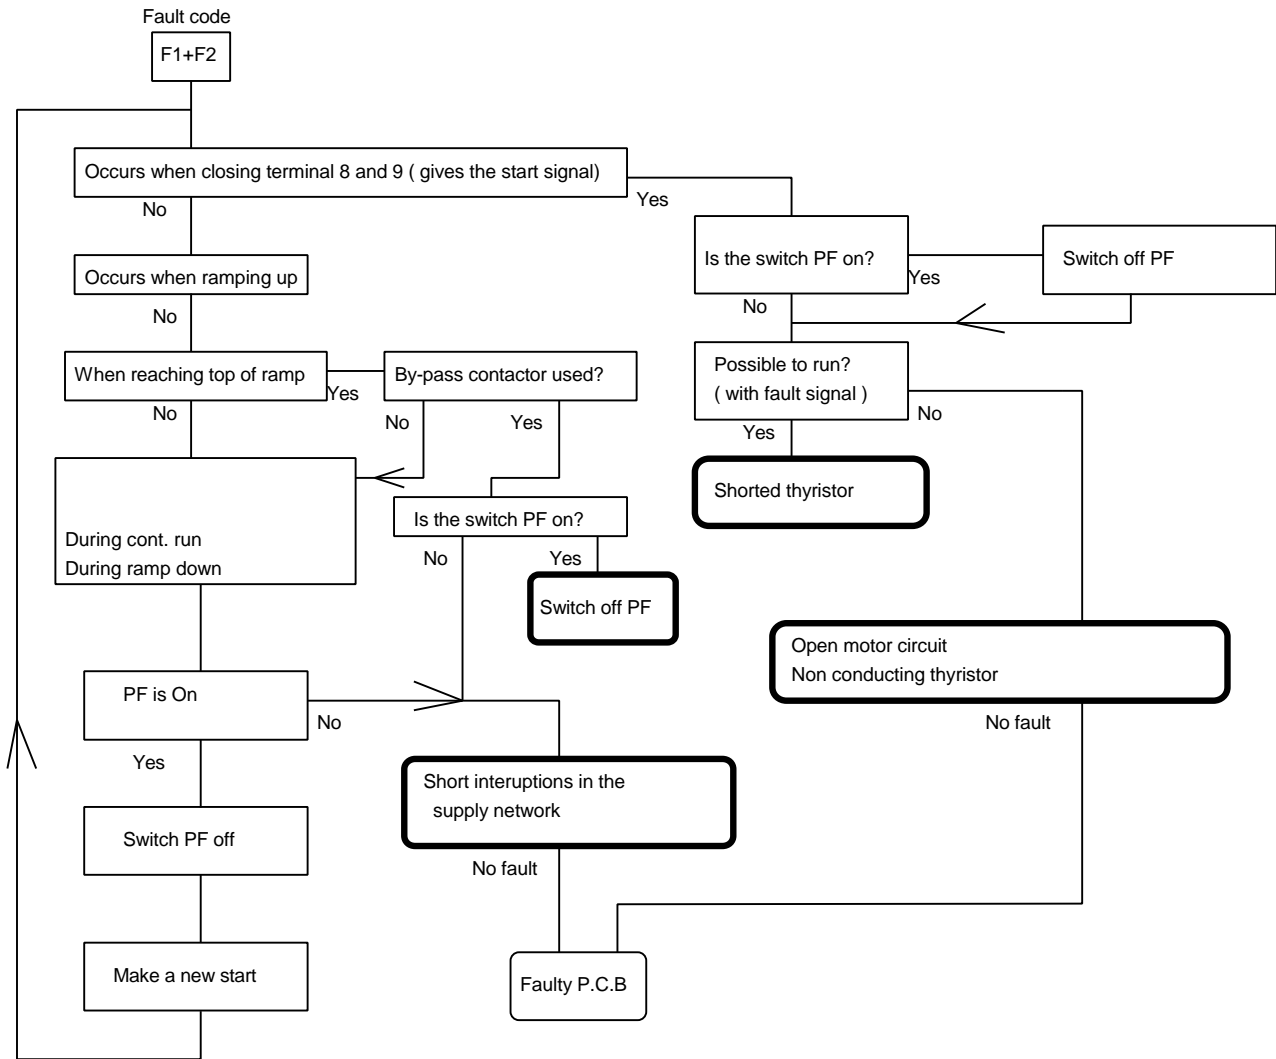 Fault code
F1+F2
Occurs when closing terminal 8 and 9 ( gives the start signal)
No
Yes
Is the switch PF on?
Yes
Switch off PF
Occurs when ramping up
No
No
When reaching top of ramp
Yes
By-pass contactor used?
Possible to run?
( with fault signal )
No
No
No
Yes
Yes
Shorted thyristor
During cont. run
During ramp down
Is the switch PF on?
No
Yes
Switch off PF
Open motor circuit
Non conducting thyristor
No fault
PF is On
No
Yes
Short interuptions in the
supply network
No fault
Switch PF off
Make a new start
Faulty P.C.B